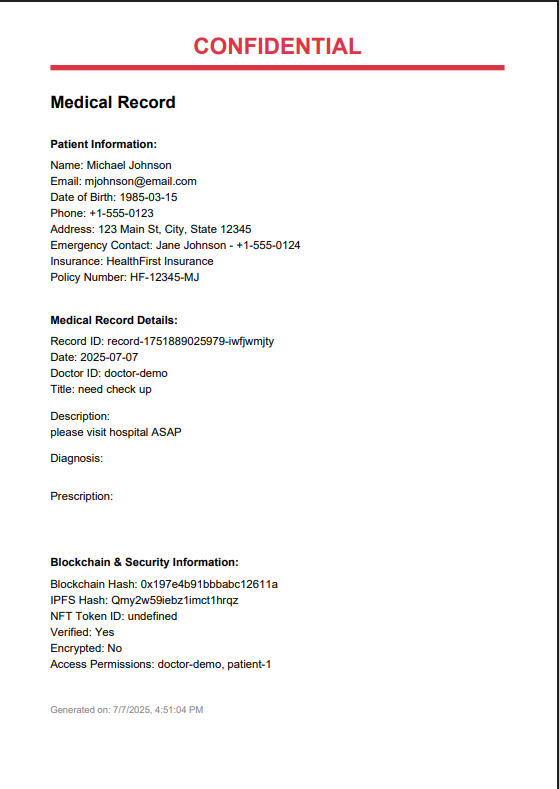 CONFIDENTIAL
Medical Record
Patient Information:
Name: Michael Johnson
Email: mjohnson@email.com
Date of Birth: 1985-03-15
Phone: +1-555-0123
Address: 123 Main St, City, State 12345
Emergency Contact: Jane Johnson - +1-555-0124
Insurance: HealthFirst Insurance
Policy Number: HF-12345-MJ
Medical Record Details:
Record ID: record-1751889025979-iwfjwmjty
Date: 2025-07-07
Doctor ID: doctor-demo
Title: need check up
Description:
please visit hospital ASAP
Diagnosis:
Prescription:
Blockchain & Security Information:
Blockchain Hash: 0x197e4b91bbbabc12611a
IPFS Hash: Qmy2w59iebz1imct1hrqz
NFT Token ID: undefined
Verified: Yes
Encrypted: No
Access Permissions: doctor-demo, patient-1
Generated on: 7/7/2025, 4:51:04 PM